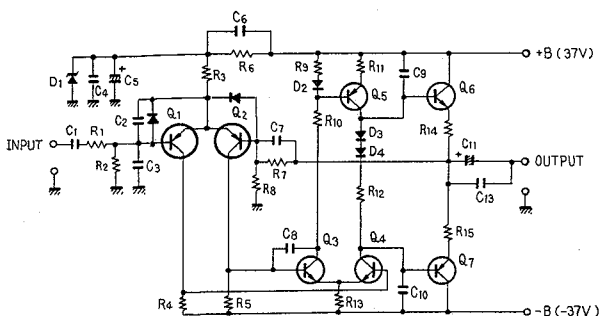 C6
R6
+B (37V)
D1
C4
+
C5
R3
R9
D2
R11
C9
Q5
Q6
C2
Q1
Q2
R10
R14
INPUT
C1
R1
C7
D3
D4
+
C11
OUTPUT
R2
C3
R7
R8
C13
R12
C8
Q3
Q4
R15
Q7
R4
R5
R13
C10
-B (-37V)